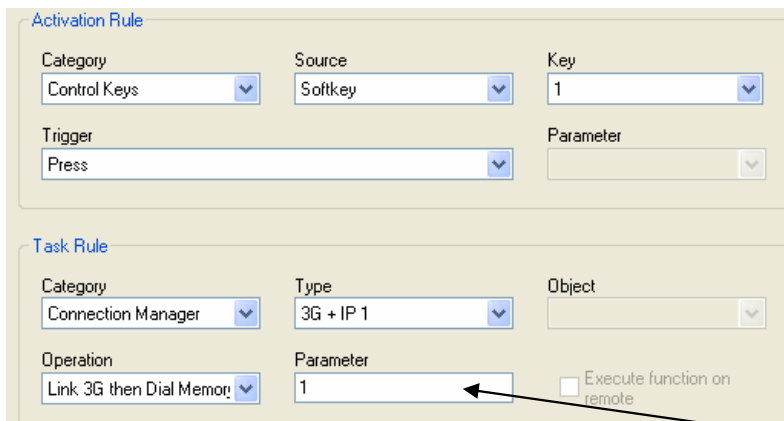 Activation Rule
Category Source Key
Control Keys Softkey 1
Trigger Parameter
Press
Task Rule
Category Type Object
Connection Manager 3G + IP 1
Operation Parameter
Link 3G then Dial Memory 1 Execute function on
remote